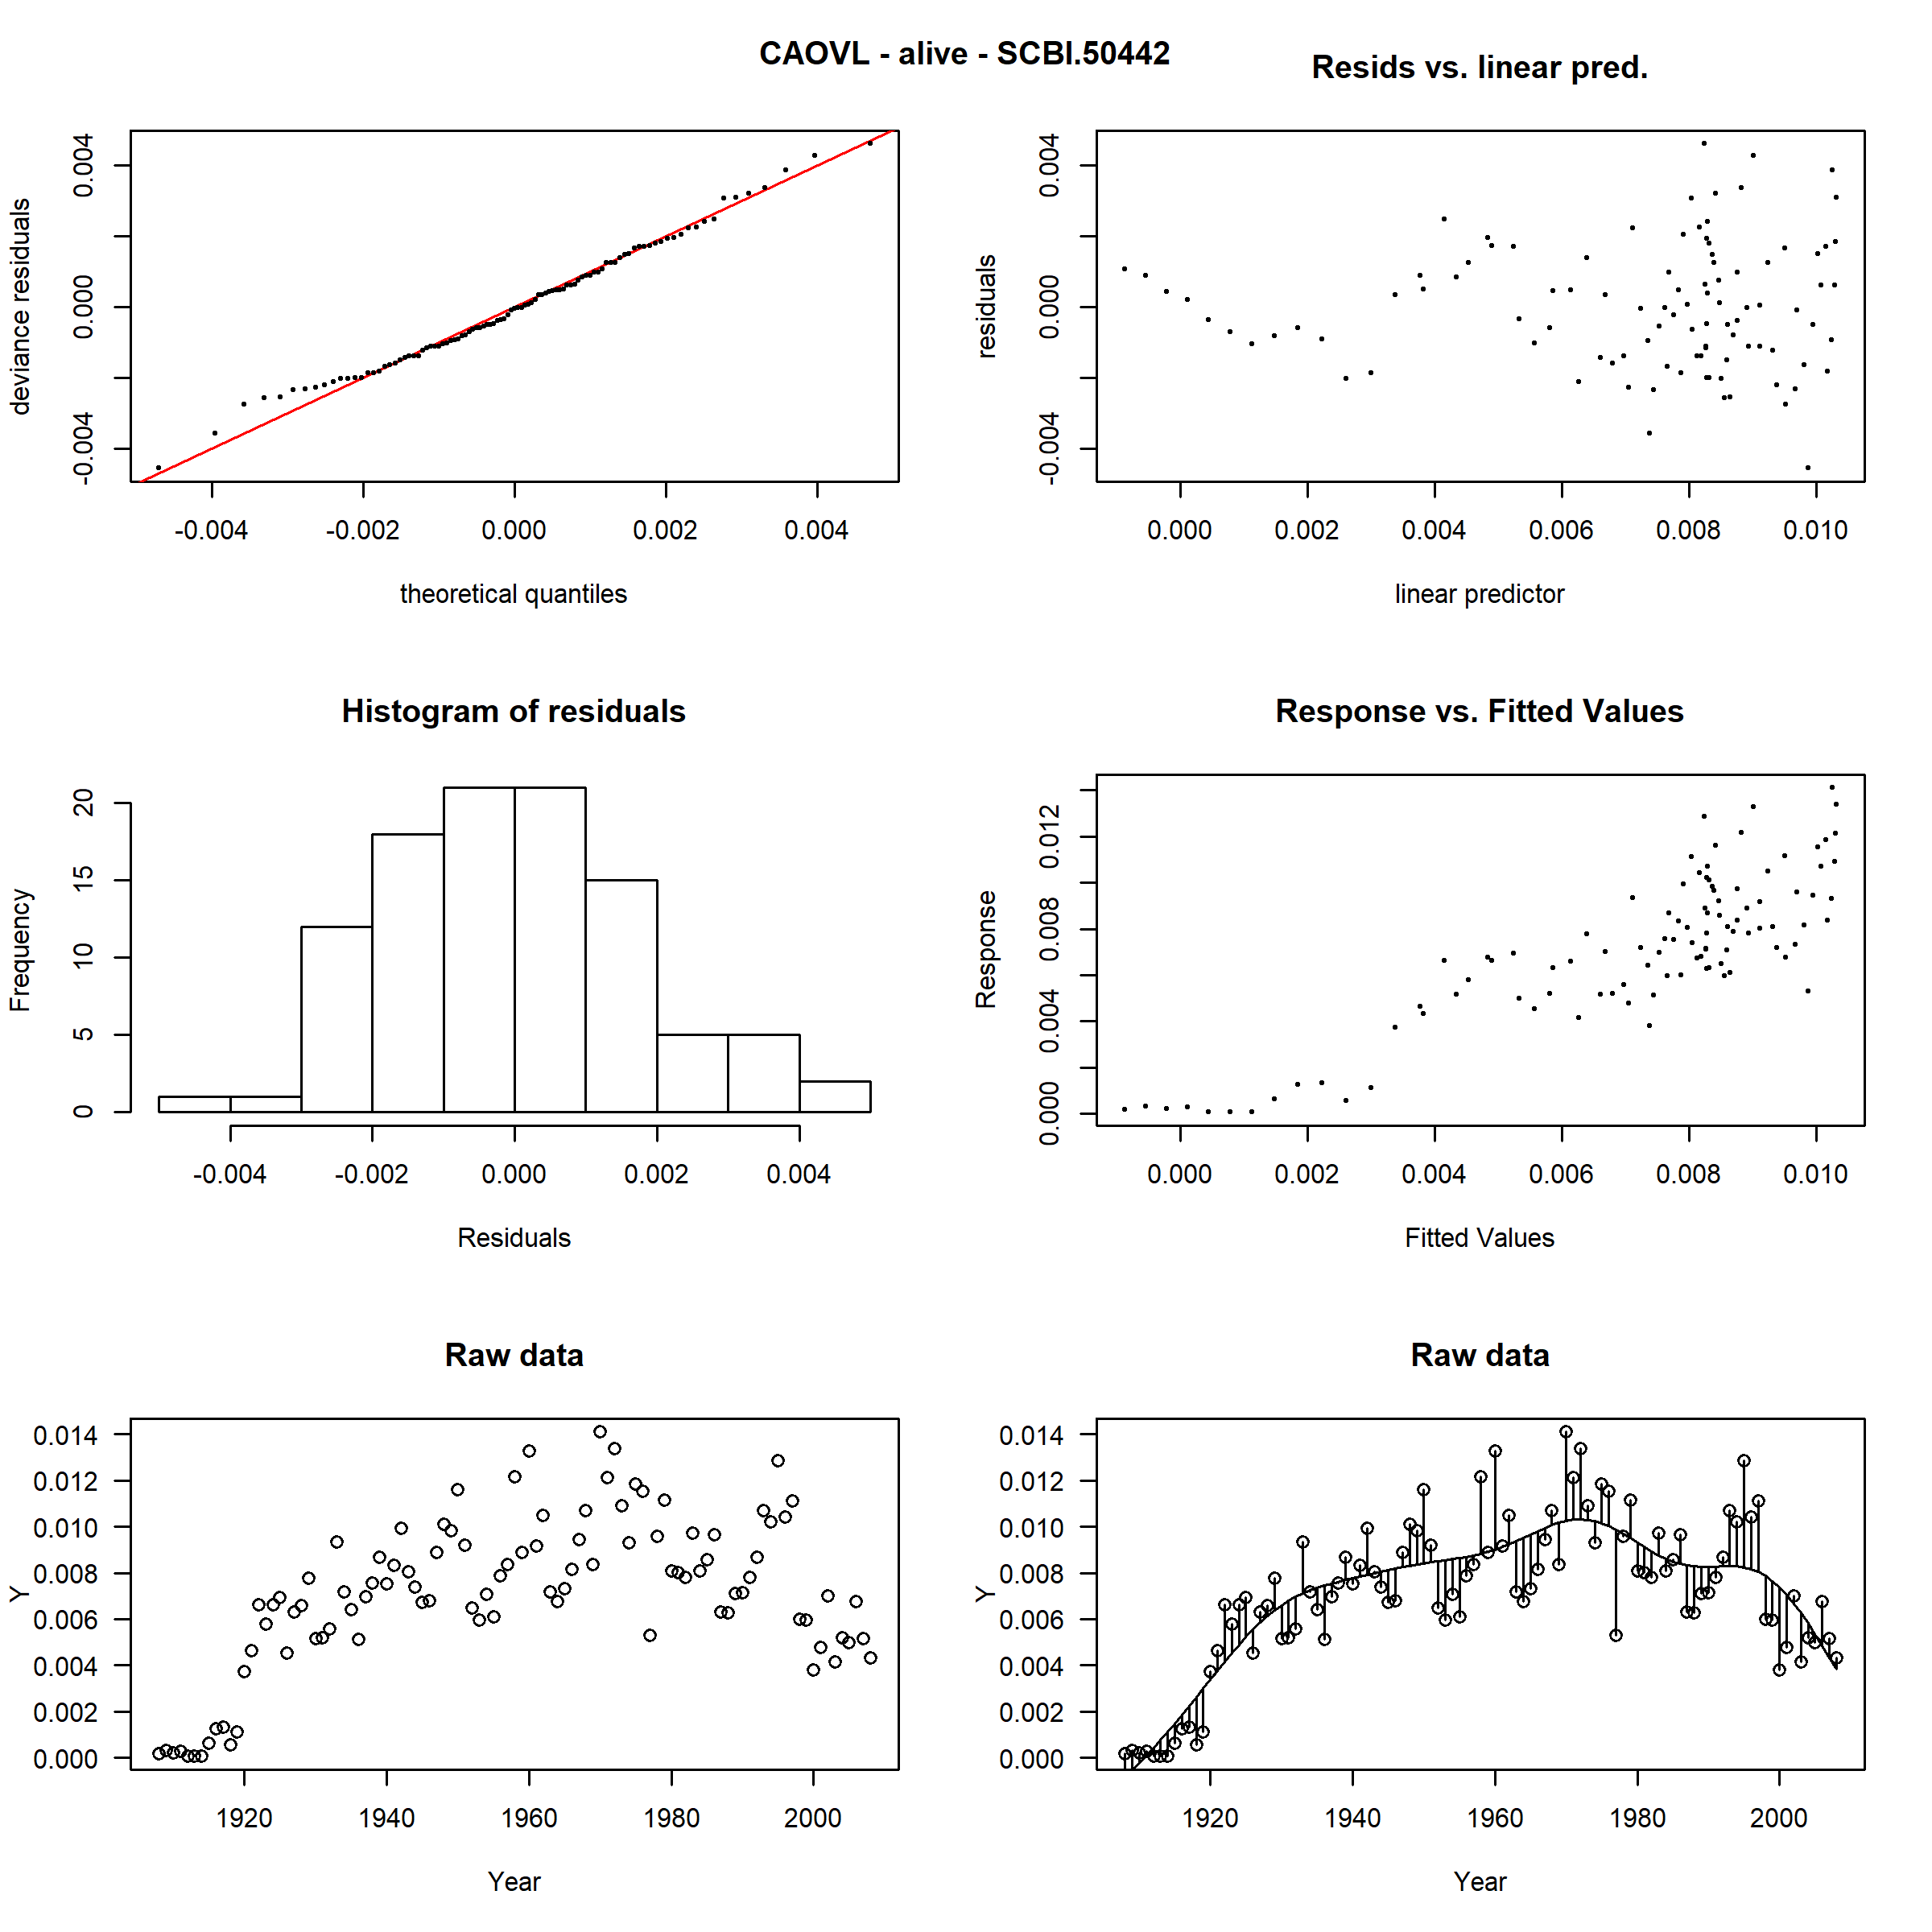 CAOVL - alive - SCBI.50442
Resids vs. linear pred.
deviance residuals
-0.004 0.000 0.004
-0.004 -0.002 0.000 0.002 0.004
theoretical quantiles
residuals
-0.004 0.000 0.004
0.000 0.002 0.004 0.006 0.008 0.010
linear predictor
Histogram of residuals
Frequency
0 5 10 15 20
-0.004 -0.002 0.000 0.002 0.004
Residuals
Response vs. Fitted Values
Response
0.000 0.004 0.008 0.012
0.000 0.002 0.004 0.006 0.008 0.010
Fitted Values
Raw data
Y
0.014
0.012
0.010
0.008
0.006
0.004
0.002
0.000
1920 1940 1960 1980 2000
Year
Raw data
Y
0.014
0.012
0.010
0.008
0.006
0.004
0.002
0.000
1920 1940 1960 1980 2000
Year